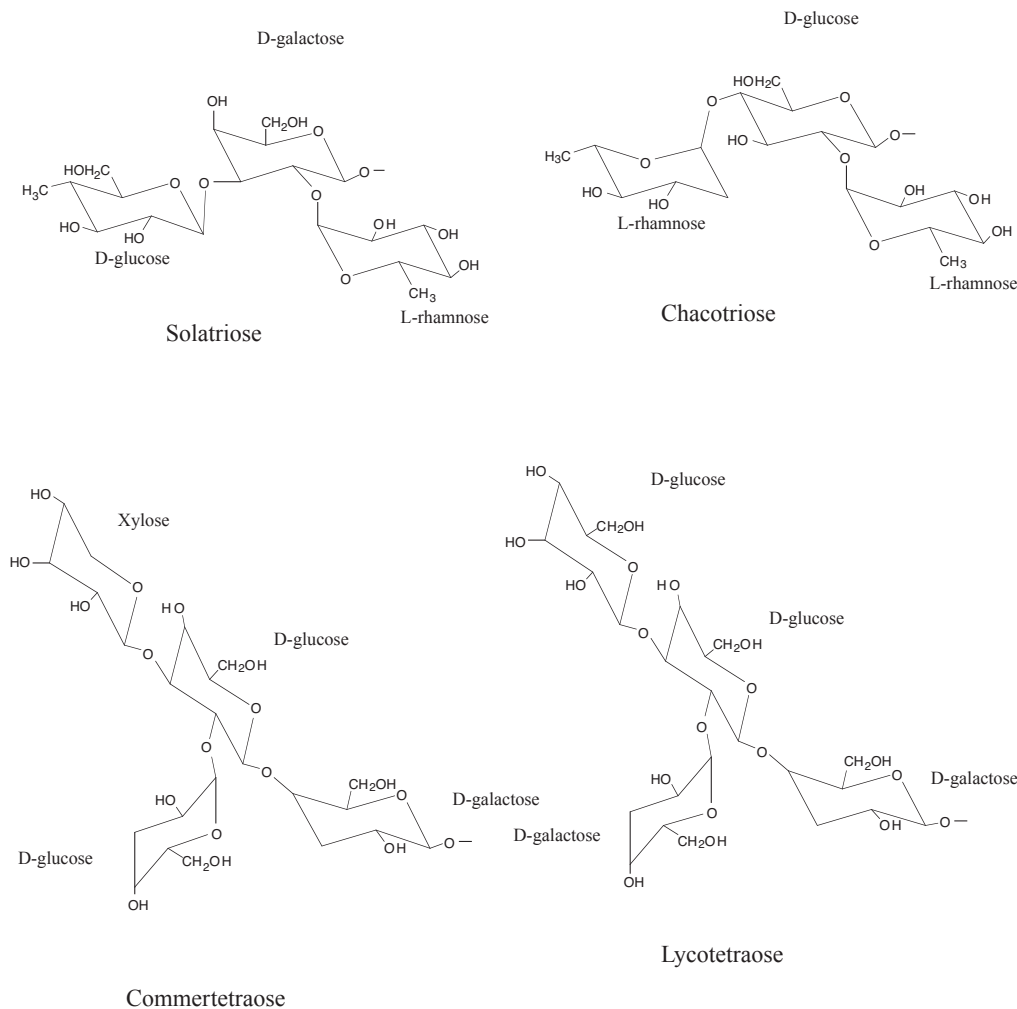 D-galactose
OH
CH2OH
O
O
HOH2C
O
O
O
H3C
HO
HO
OH
OH
OH
O
CH3
D-glucose
L-rhamnose
Solatriose
D-glucose
HOH2C
O
O
O
HO
O
H3C
O
HO
HO
OH
OH
OH
O
CH3
L-rhamnose
L-rhamnose
Chacotriose
HO
Xylose
HO
HO
O
HO
O
D-glucose
CH2OH
O
O
O
HO
CH2OH
O
D-galactose
O
OH
O
D-glucose
CH2OH
OH
Commertetraose
HO
D-glucose
CH2OH
HO
O
HO
HO
D-glucose
O
CH2OH
O
O
O
CH2OH
HO
O
D-galactose
O
OH
O
D-galactose
CH2OH
OH
Lycotetraose